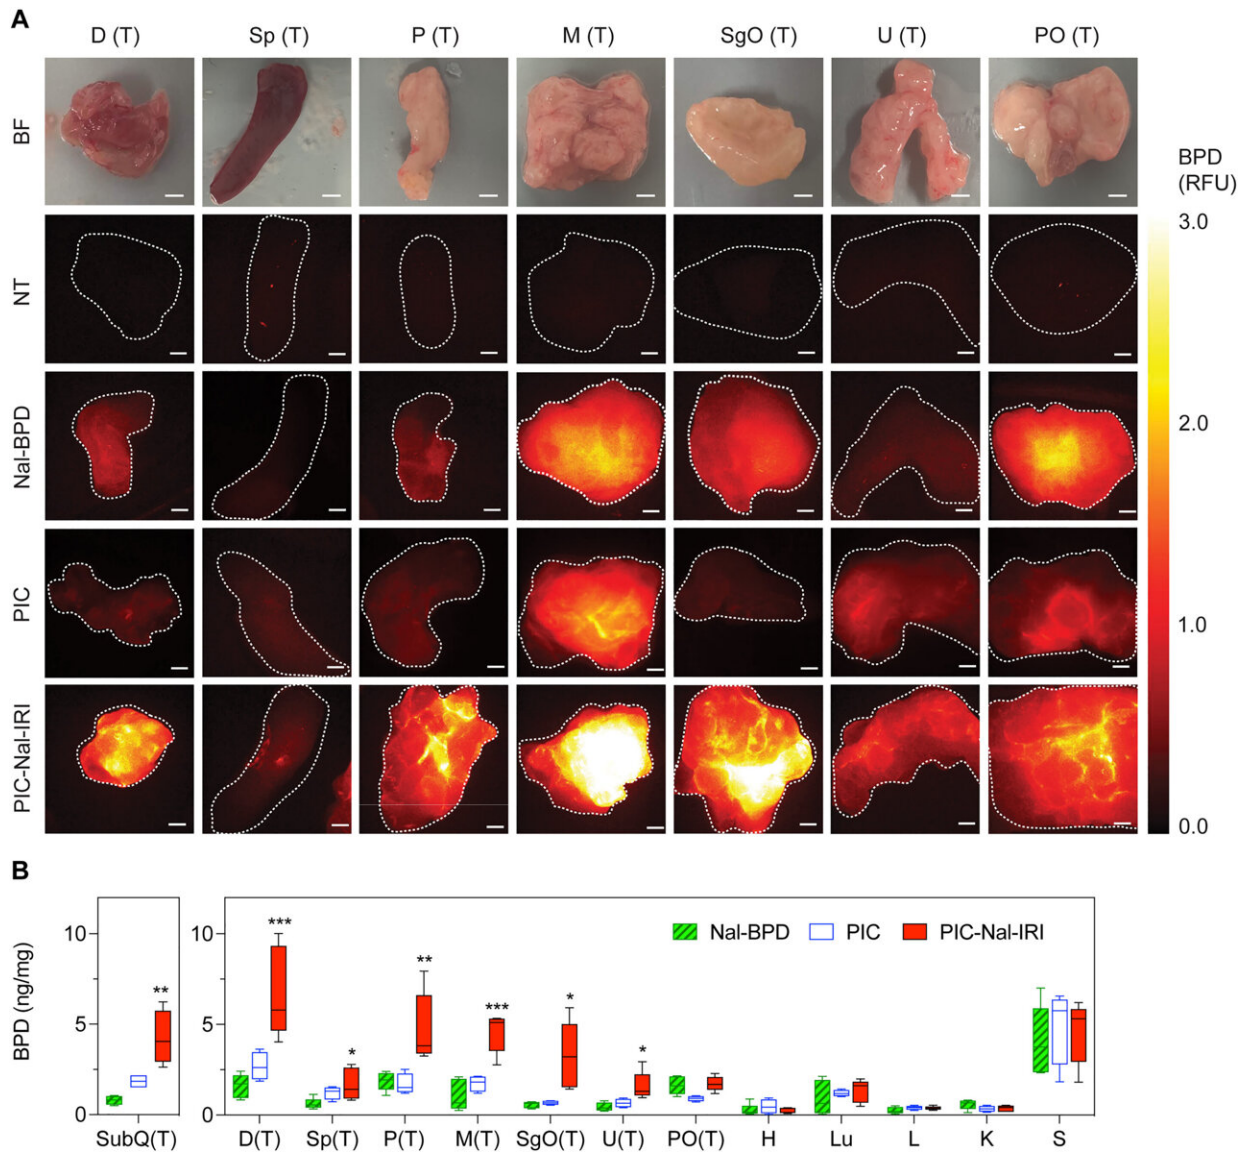 A
D (T) Sp (T) P (T) M (T) SgO (T) U (T) PO (T)
BF
NT
Nal-BPD
PIC
PIC-Nal-IRI
BPD
(RFU)
3.0
2.0
1.0
0.0
B
BPD (ng/mg)
10
5
0
**
SubQ(T)
10
5
0
*** * ** *** * *
Nal-BPD PIC PIC-Nal-IRI
D(T) Sp(T) P(T) M(T) SgO(T) U(T) PO(T) H Lu L K S